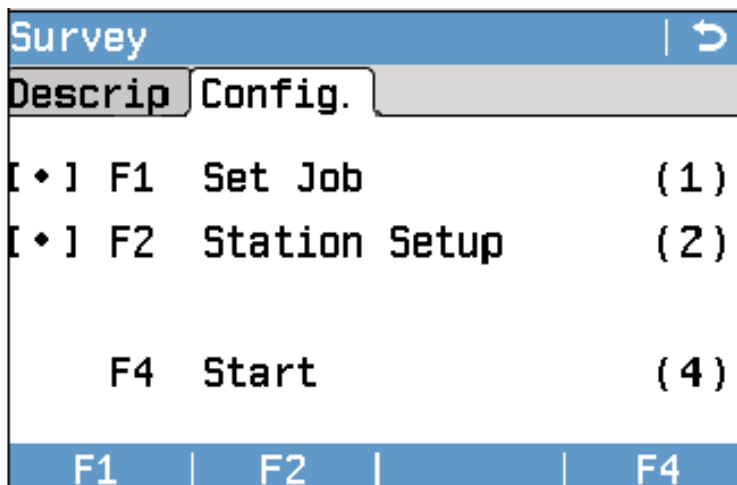 Survey
Descrip Config.
[•] F1 Set Job (1)
[•] F2 Station Setup (2)
F4 Start (4)
F1 | F2 | | F4